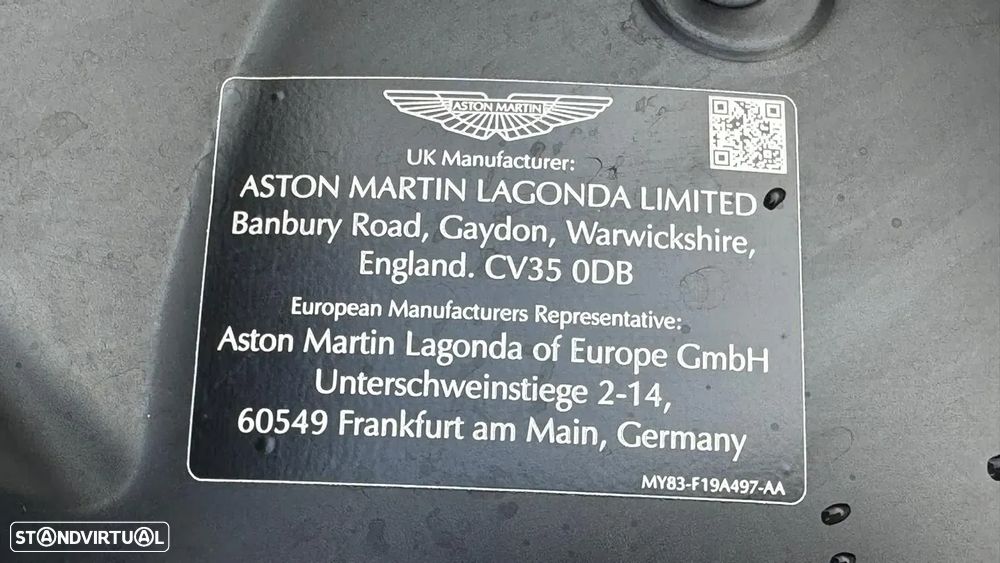 ASTON MARTIN
UK Manufacturer:
ASTON MARTIN LAGONDA LIMITED
Banbury Road, Gaydon, Warwickshire,
England. CV35 0DB
European Manufacturers Representative:
Aston Martin Lagonda of Europe GmbH
Unterschweinstiege 2-14,
60549 Frankfurt am Main, Germany
MY83-F19A497-AA
STANDVIRTUAL